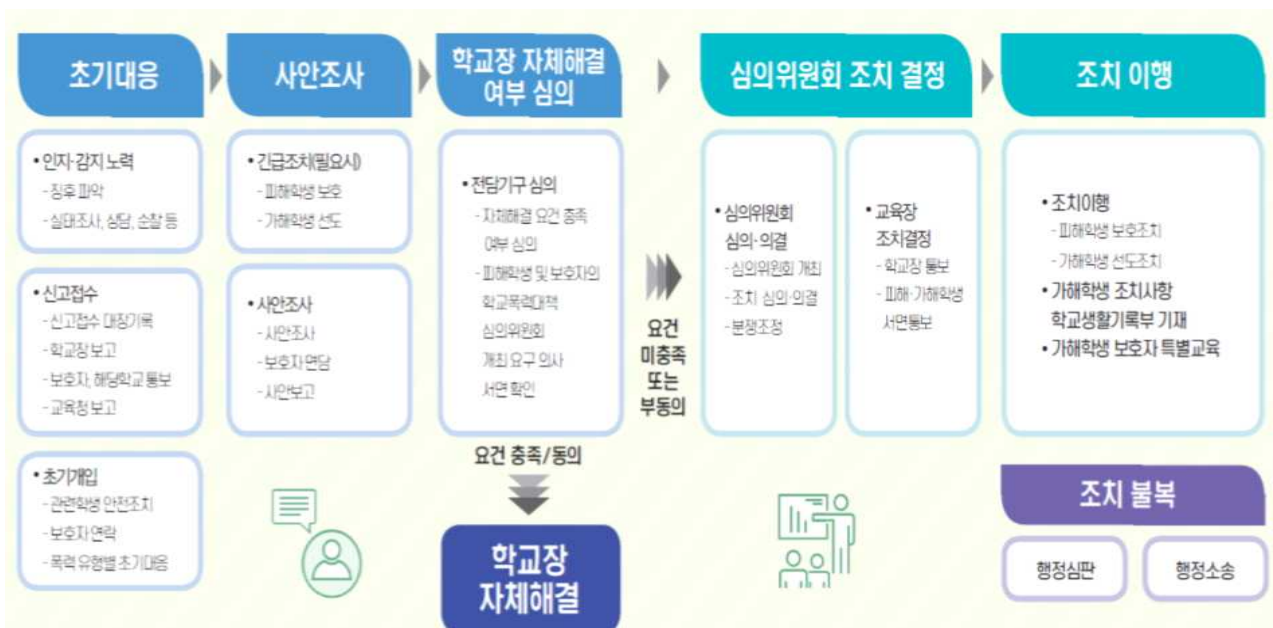 초기대응
• 인지·감지 노력
- 징후 파악
- 실태조사, 상담, 순찰 등
• 신고접수
- 신고접수 대장기록
- 학교장 보고
- 보호자, 해당학교 통보
- 교육청 보고
• 초기개입
- 관련학생 안전조치
- 보호자 연락
- 폭력 유형별 초기대응
사안조사
• 긴급조치(필요시)
- 피해학생 보호
- 가해학생 선도
• 사안조사
- 사안조사
- 보호자 면담
- 사안보고
학교장 자체해결
여부 심의
• 전담기구 심의
- 자체해결 요건 충족
여부 심의
- 피해학생 및 보호자의
학교폭력대책
심의위원회
개최 요구 의사
서면 확인
요건 충족/동의
학교장
자체해결
요건
미충족
또는
부동의
심의위원회 조치 결정
• 심의위원회
심의·의결
- 심의위원회 개최
- 조치 심의·의결
- 분쟁조정
• 교육장
조치결정
- 학교장 통보
- 피해·가해학생
서면통보
조치 이행
• 조치이행
- 피해학생 보호조치
- 가해학생 선도조치
• 가해학생 조치사항
학교생활기록부 기재
• 가해학생 보호자 특별교육
조치 불복
행정심판
행정소송